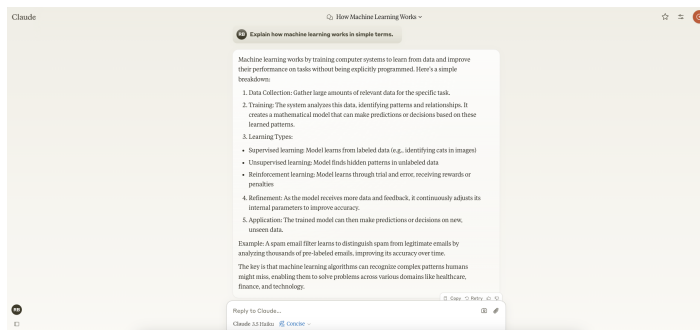 Claude
How Machine Learning Works
RB Explain how machine learning works in simple terms.
Machine learning works by training computer systems to learn from data and improve
their performance on tasks without being explicitly programmed. Here's a simple
breakdown:
1. Data Collection: Gather large amounts of relevant data for the specific task.
2. Training: The system analyzes this data, identifying patterns and relationships. It
creates a mathematical model that can make predictions or decisions based on these
learned patterns.
3. Learning Types:
• Supervised learning: Model learns from labeled data (e.g., identifying cats in images)
• Unsupervised learning: Model finds hidden patterns in unlabeled data
• Reinforcement learning: Model learns through trial and error, receiving rewards or
penalties
4. Refinement: As the model receives more data and feedback, it continuously adjusts its
internal parameters to improve accuracy.
5. Application: The trained model can then make predictions or decisions on new,
unseen data.
Example: A spam email filter learns to distinguish spam from legitimate emails by
analyzing thousands of pre-labeled emails, improving its accuracy over time.
The key is that machine learning algorithms can recognize complex patterns humans
might miss, enabling them to solve problems across various domains like healthcare,
finance, and technology.
Copy Retry
Reply to Claude...
Claude 3.5 Haiku Concise
RB